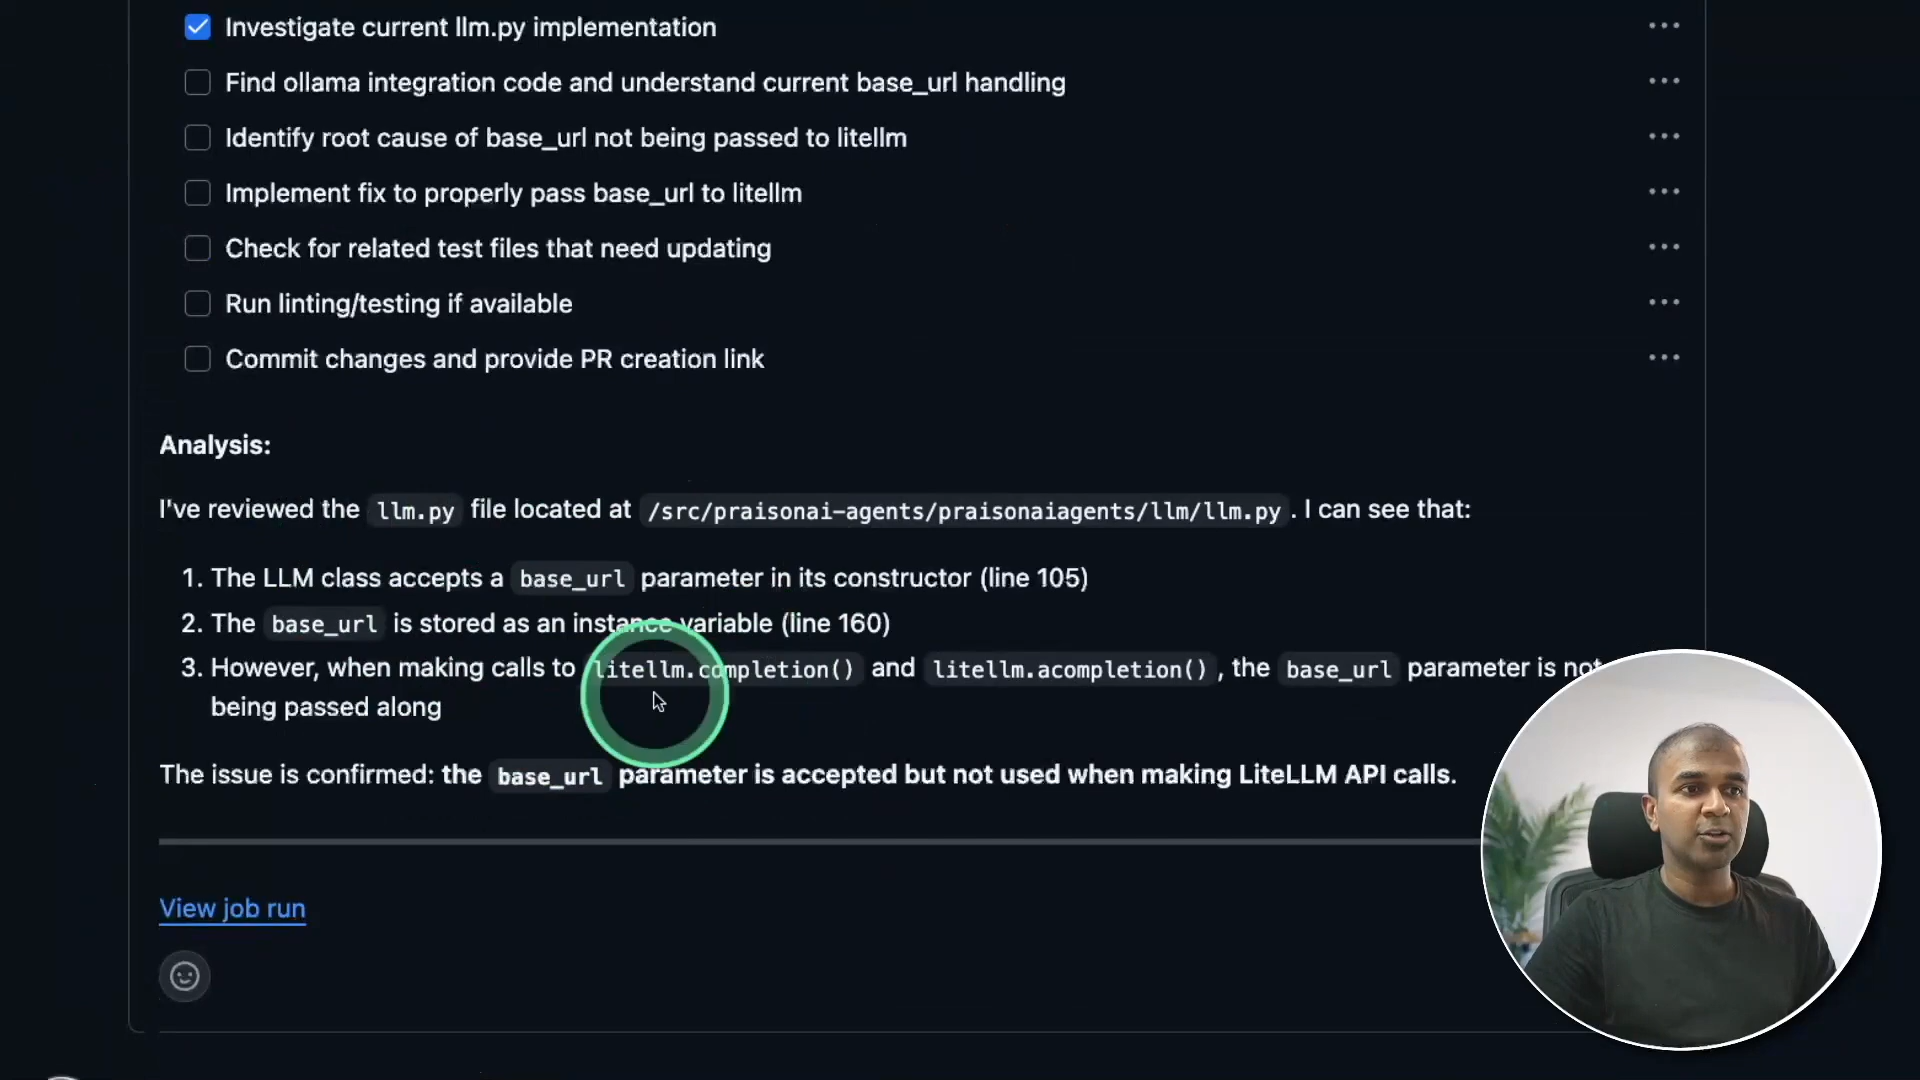 Investigate current llm.py implementation
Find ollama integration code and understand current base_url handling
Identify root cause of base_url not being passed to litellm
Implement fix to properly pass base_url to litellm
Check for related test files that need updating
Run linting/testing if available
Commit changes and provide PR creation link
Analysis:
I've reviewed the llm.py file located at /src/praisonai-agents/praisonaiagents/llm/llm.py. I can see that:
1. The LLM class accepts a base_url parameter in its constructor (line 105)
2. The base_url is stored as an instance variable (line 160)
3. However, when making calls to litellm.completion() and litellm.acompletion(), the base_url parameter is not
being passed along
The issue is confirmed: the base_url parameter is accepted but not used when making LiteLLM API calls.
View job run